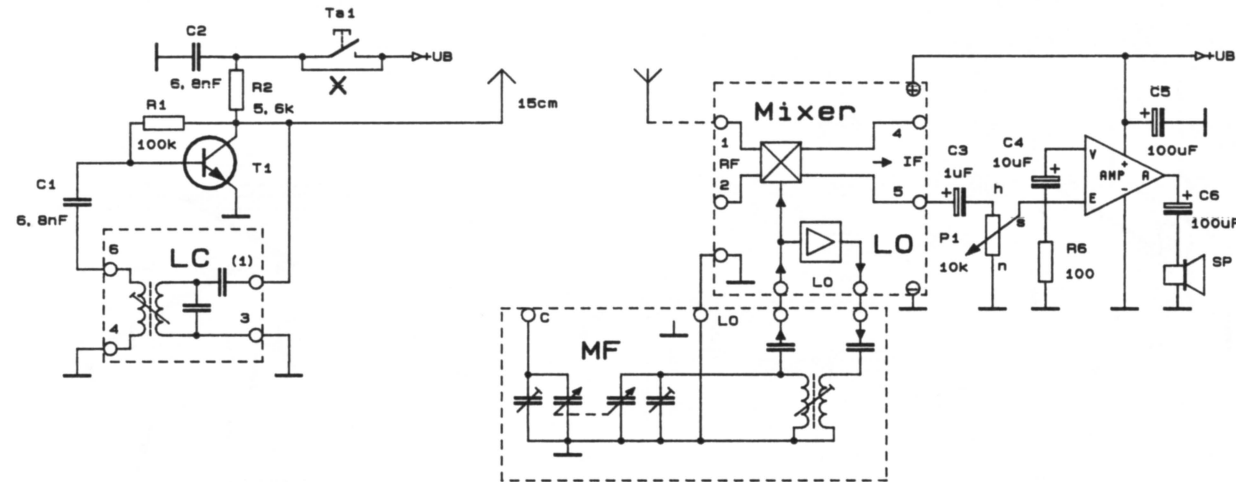 Ta1
C2
+UB
6,8nF
R2
5,6k
15cm
R1
100k
T1
C1
6,8nF
LC
6
(1)
4
3
Mixer
+UB
1
RF
2
4
IF
5
LO
LO
C3
1uF
h
P1
10k
s
n
C4
10uF
R6
100
V
AMP
A
E
+
-
C5
+
100uF
C6
+
100uF
SP
C
LO
MF
X
+
+